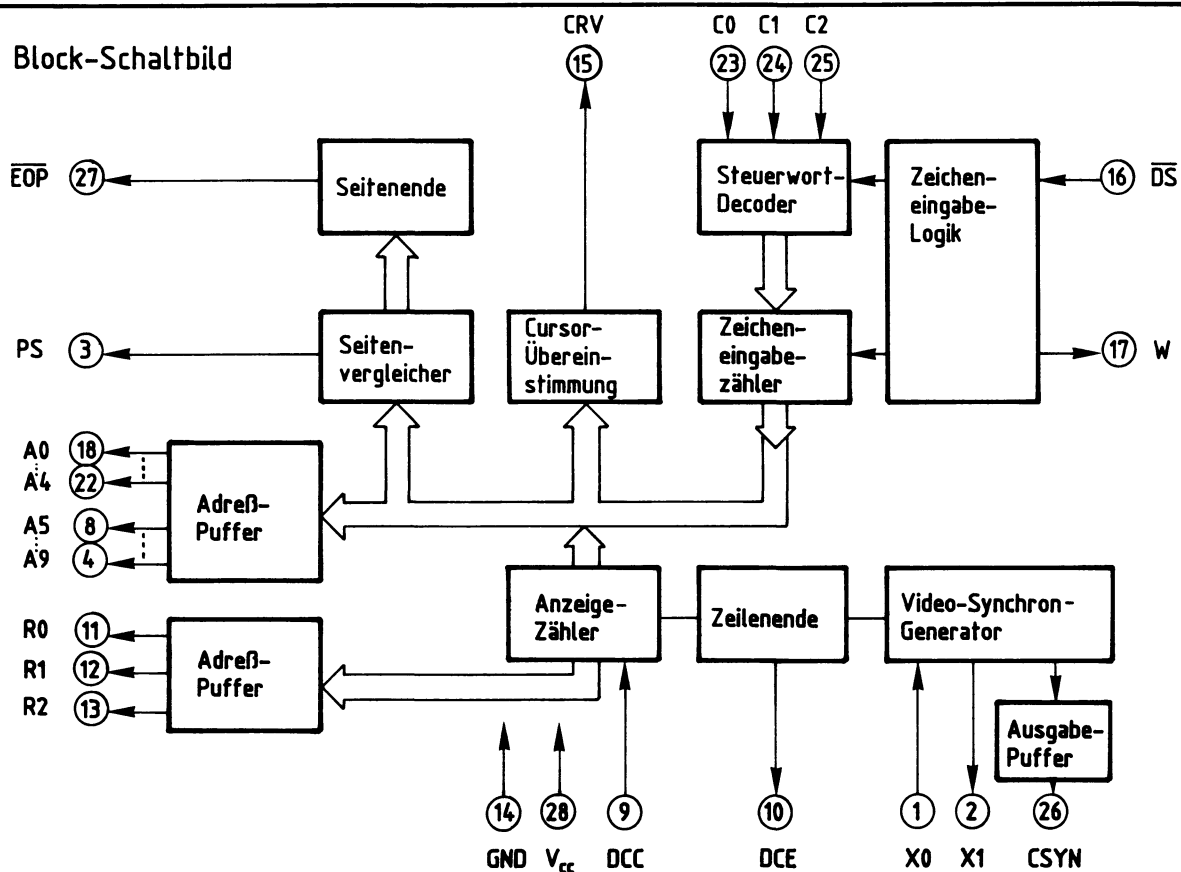 Block-Schaltbild
CRV C0 C1 C2
15 23 24 25
EOP 27
Seitenende
Steuerwort-
Decoder
Zeichen-
eingabe-
Logik
16 DS
PS 3
Seiten-
vergleicher
Cursor-
Überein-
stimmung
Zeichen-
eingabe-
zähler
17 W
A0 18
A4 22
A5 8
A9 4
Adreß-
Puffer
R0 11
R1 12
R2 13
Adreß-
Puffer
Anzeige-
Zähler
Zeilenende
Video-Synchron-
Generator
Ausgabe-
Puffer
14 28 9 10 1 2 26
GND Vcc DCC DCE X0 X1 CSYN